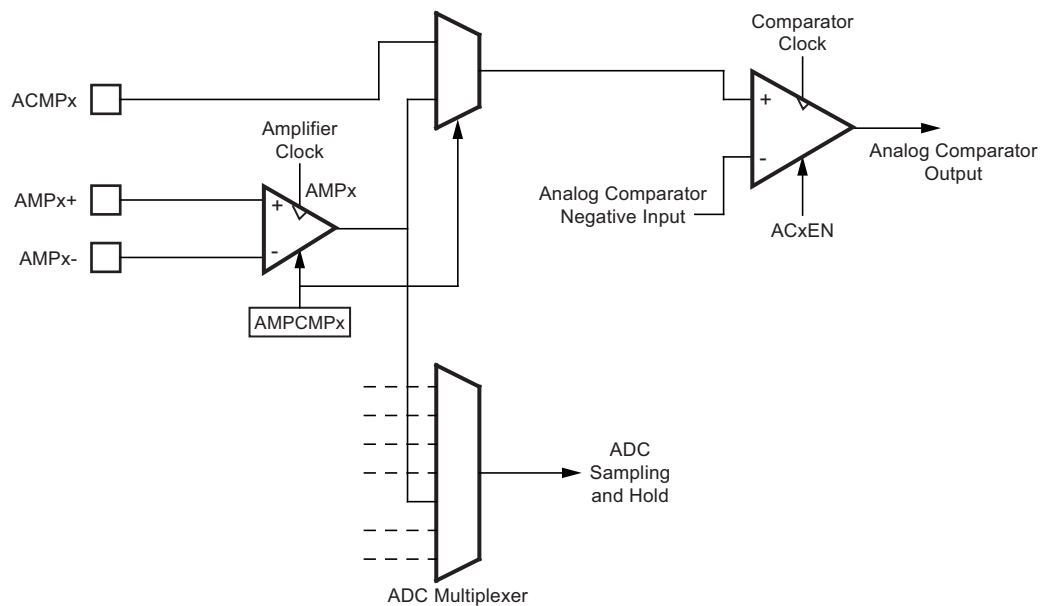 Comparator
Clock
ACMPx
+
Amplifier
Clock
-
Analog Comparator
Output
AMPx
AMPx+
+
Analog Comparator
Negative Input
ACxEN
AMPx-
-
AMPCMPx
ADC
Sampling
and Hold
ADC Multiplexer